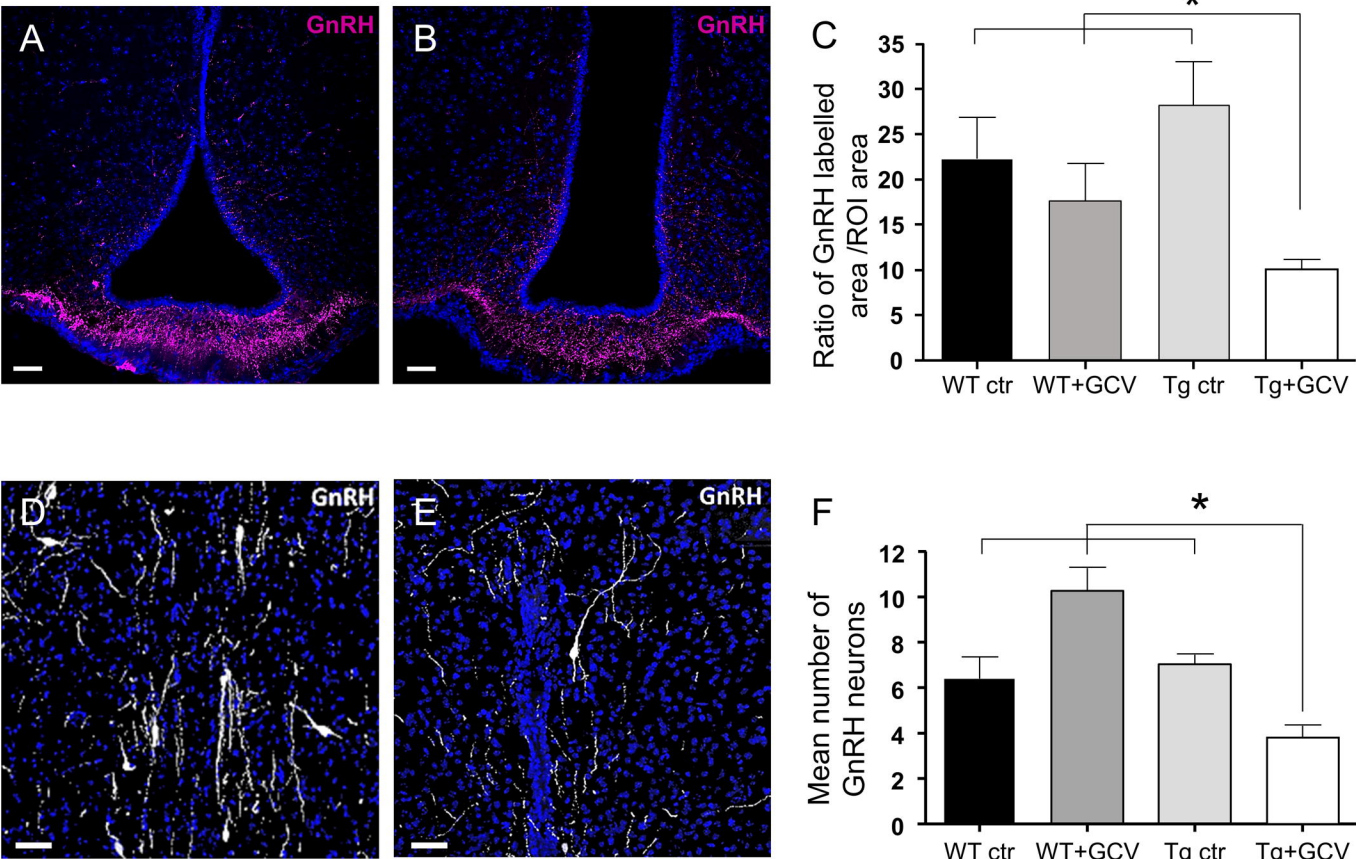 A
GnRH
B
GnRH
C
*
Ratio of GnRH labelled
area /ROI area
35
30
25
20
15
10
5
0
WT ctr
WT+GCV
Tg ctr
Tg+GCV
D
GnRH
E
GnRH
F
*
Mean number of
GnRH neurons
12
10
8
6
4
2
0
WT ctr
WT+GCV
Tg ctr
Tg+GCV